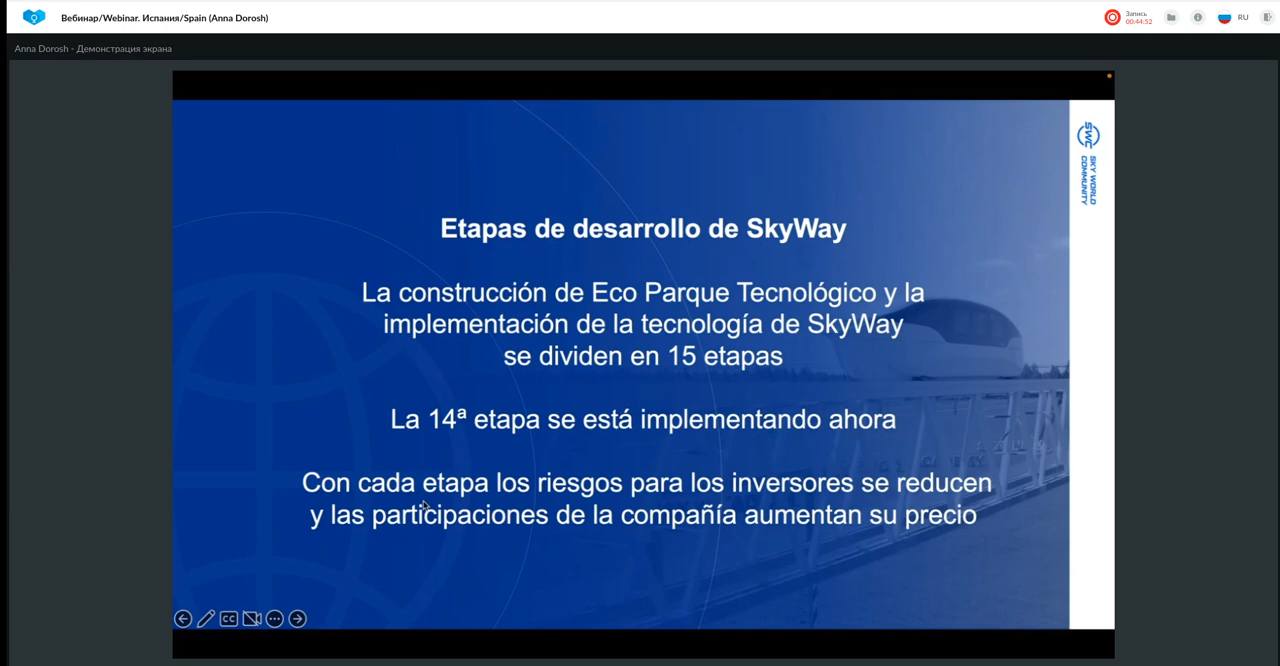 Вебинар/Webinar. Испания/Spain (Anna Dorosh)
Запись
00:44:52
RU
Anna Dorosh - Демонстрация экрана
SWC
SKY WORLD
COMMUNITY
Etapas de desarrollo de SkyWay
La construcción de Eco Parque Tecnológico y la
implementación de la tecnología de SkyWay
se dividen en 15 etapas
La 14ª etapa se está implementando ahora
Con cada etapa los riesgos para los inversores se reducen
y las participaciones de la compañía aumentan su precio
CC